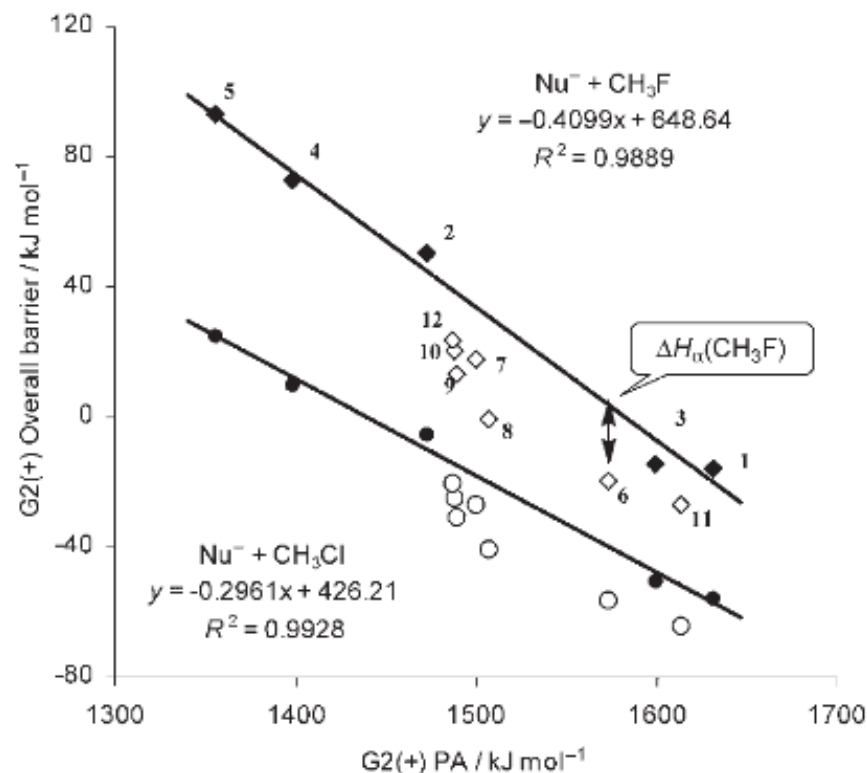 120
80
40
0
-40
-80
1300
1400
1500
1600
1700
G2(+) Overall barrier / kJ mol⁻¹
G2(+) PA / kJ mol⁻¹
Nu⁻ + CH₃F
y = –0.4099x + 648.64
R² = 0.9889
5
4
2
12
10
9
7
8
ΔHα(CH₃F)
3
1
6
11
Nu⁻ + CH₃Cl
y = -0.2961x + 426.21
R² = 0.9928